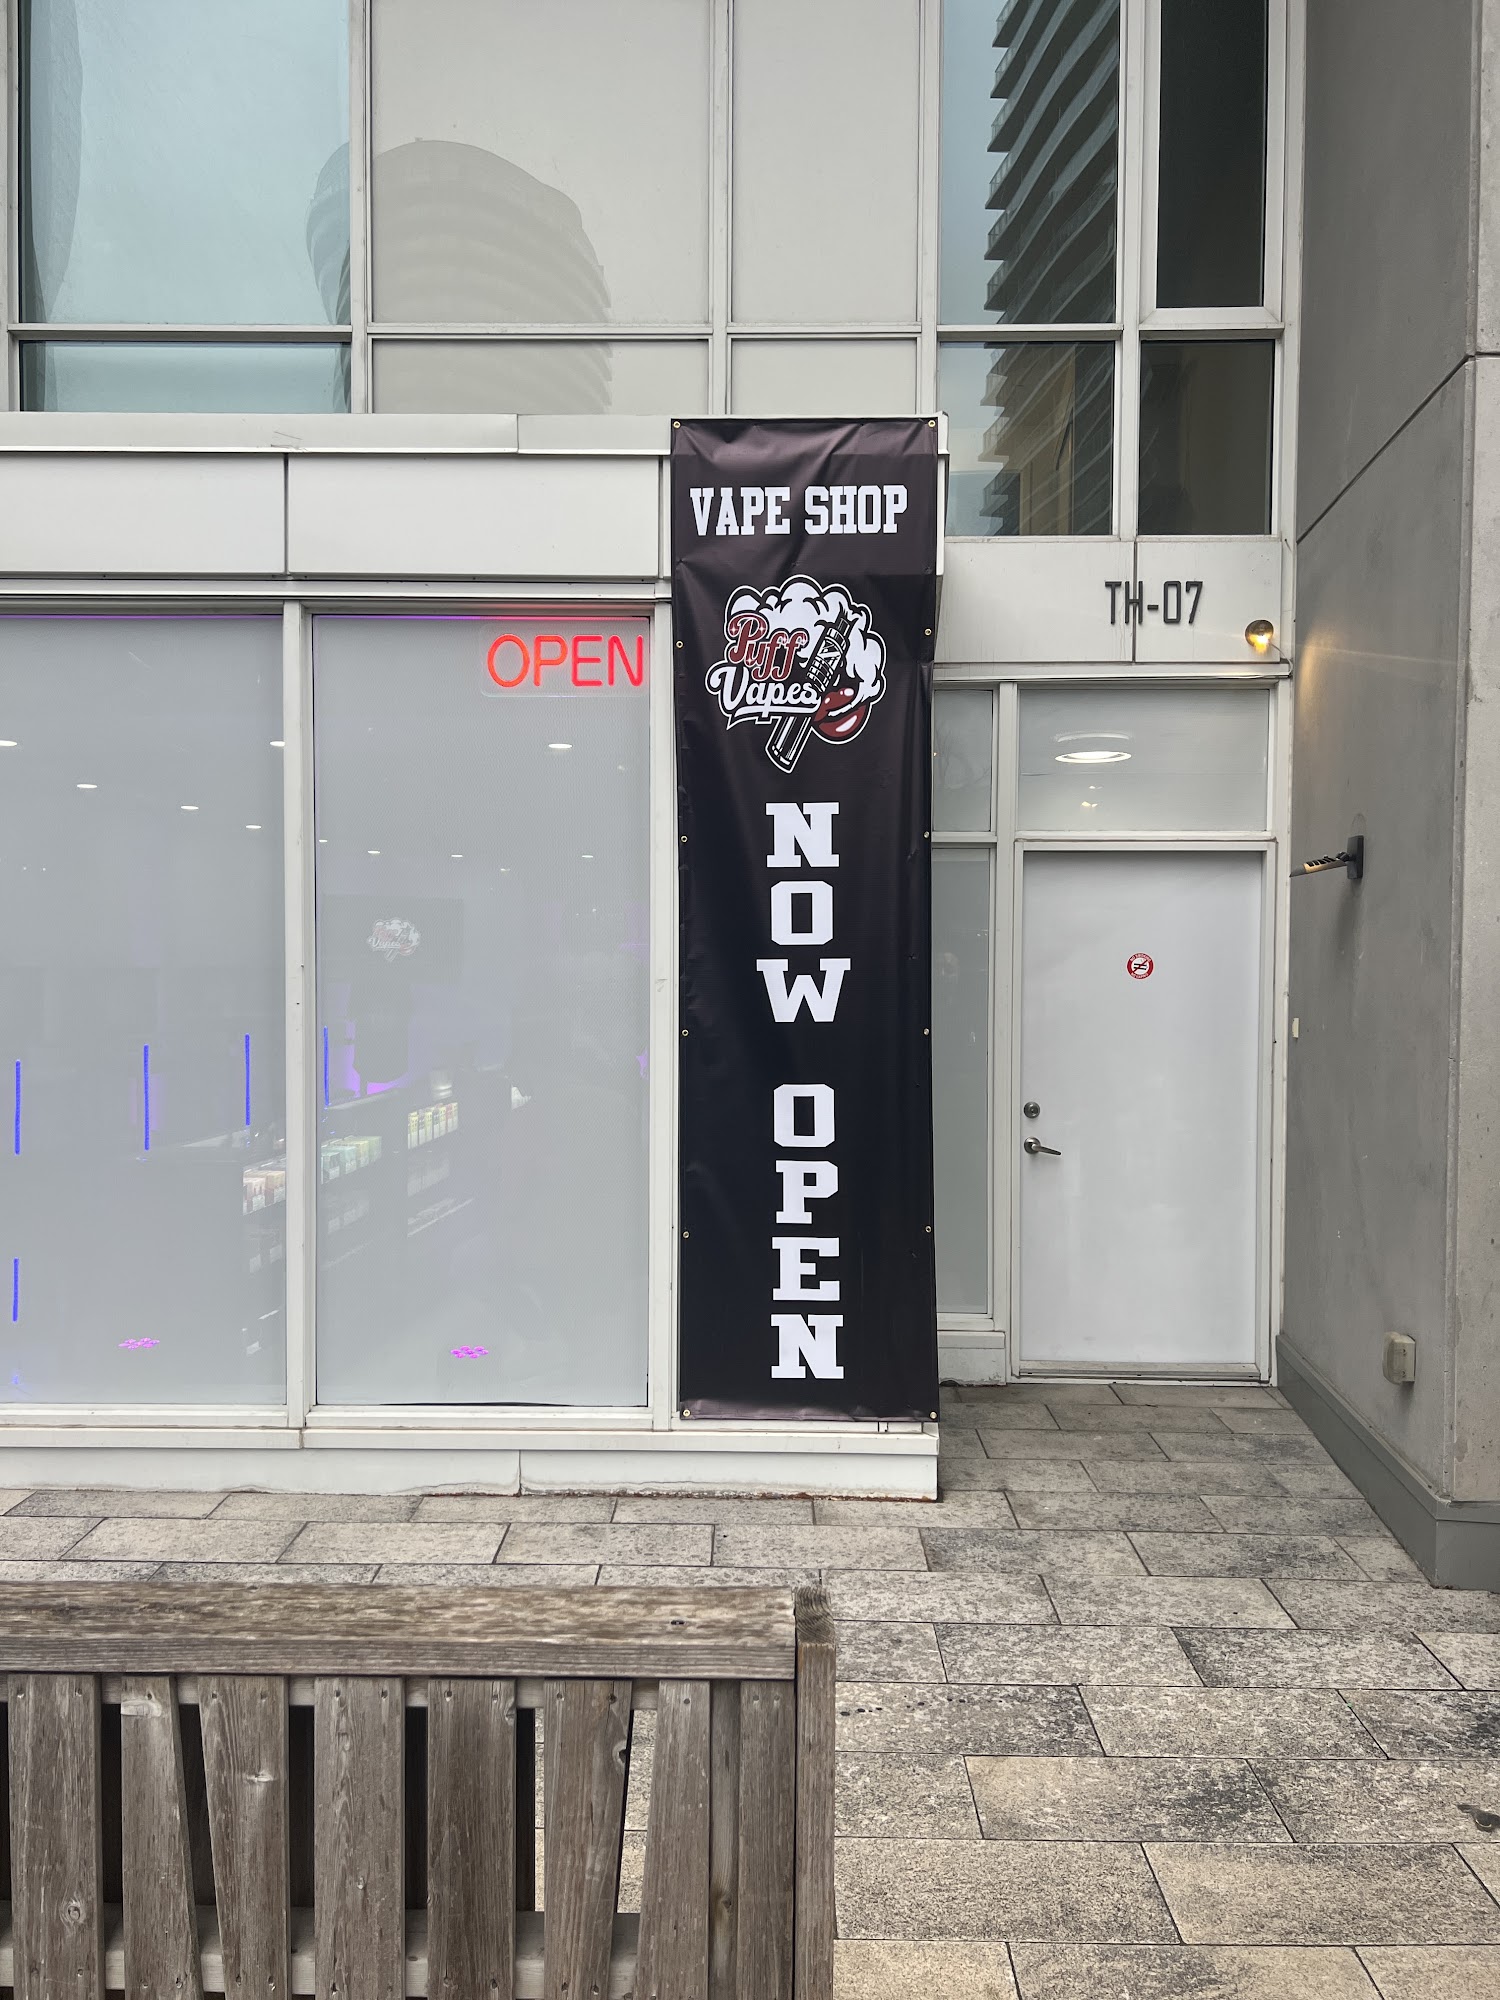 VAPE SHOP
Puff
Vapes
NOW
OPEN
OPEN
TH-07